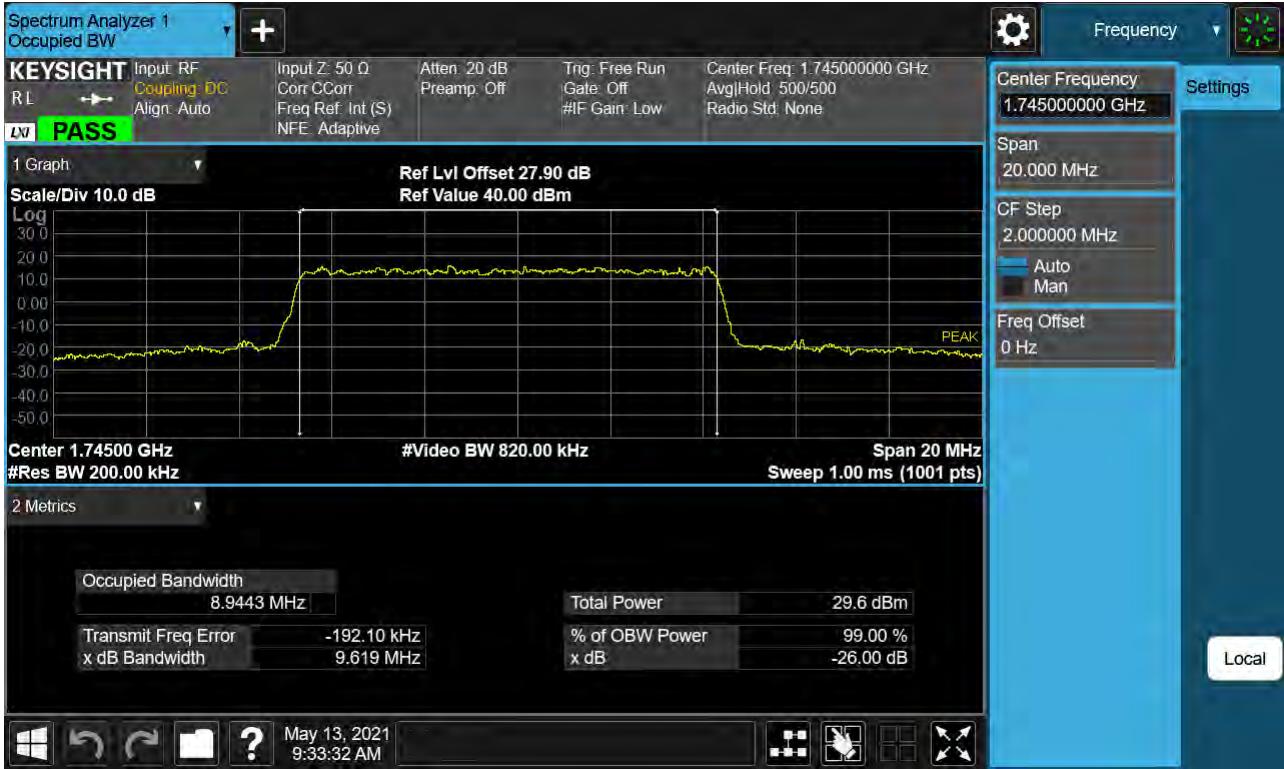 Spectrum Analyzer 1
Occupied BW
+
Frequency
KEYSIGHT
RL
LXI PASS
Input: RF
Coupling: DC
Align: Auto
Input Z: 50 Ω
Corr CCorr
Freq Ref: Int (S)
NFE: Adaptive
Atten: 20 dB
Preamp: Off
Trig: Free Run
Gate: Off
#IF Gain: Low
Center Freq: 1.745000000 GHz
Avg|Hold: 500/500
Radio Std: None
1 Graph
Scale/Div 10.0 dB
Ref Lvl Offset 27.90 dB
Ref Value 40.00 dBm
Log
30.0
20.0
10.0
0.00
-10.0
-20.0
-30.0
-40.0
-50.0
PEAK
Center 1.74500 GHz
#Video BW 820.00 kHz
Span 20 MHz
#Res BW 200.00 kHz
Sweep 1.00 ms (1001 pts)
2 Metrics
Occupied Bandwidth
8.9443 MHz
Total Power 29.6 dBm
Transmit Freq Error -192.10 kHz
% of OBW Power 99.00 %
x dB Bandwidth 9.619 MHz
x dB -26.00 dB
Center Frequency
1.745000000 GHz
Settings
Span
20.000 MHz
CF Step
2.000000 MHz
Auto
Man
Freq Offset
0 Hz
Local
?
May 13, 2021
9:33:32 AM